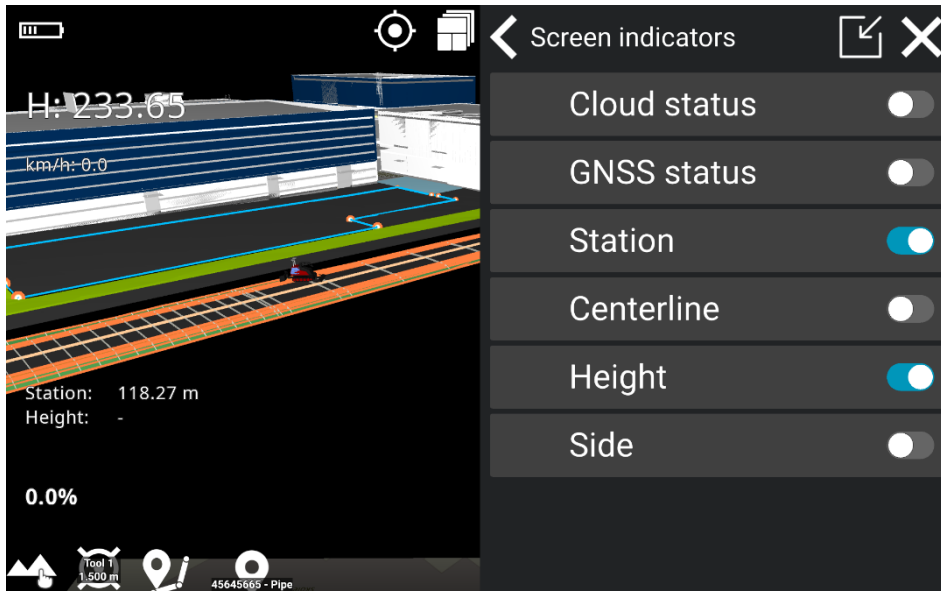 H: 233.65
km/h: 0.0
Station: 118.27 m
Height: -
0.0%
Tool 1
1.500 m
45645665 - Pipe
Screen indicators
Cloud status
GNSS status
Station
Centerline
Height
Side